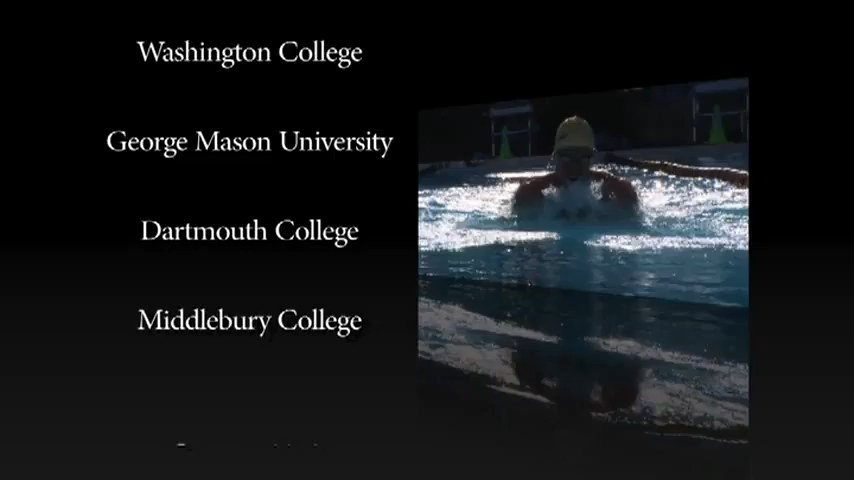 Washington College
George Mason University
Dartmouth College
Middlebury College